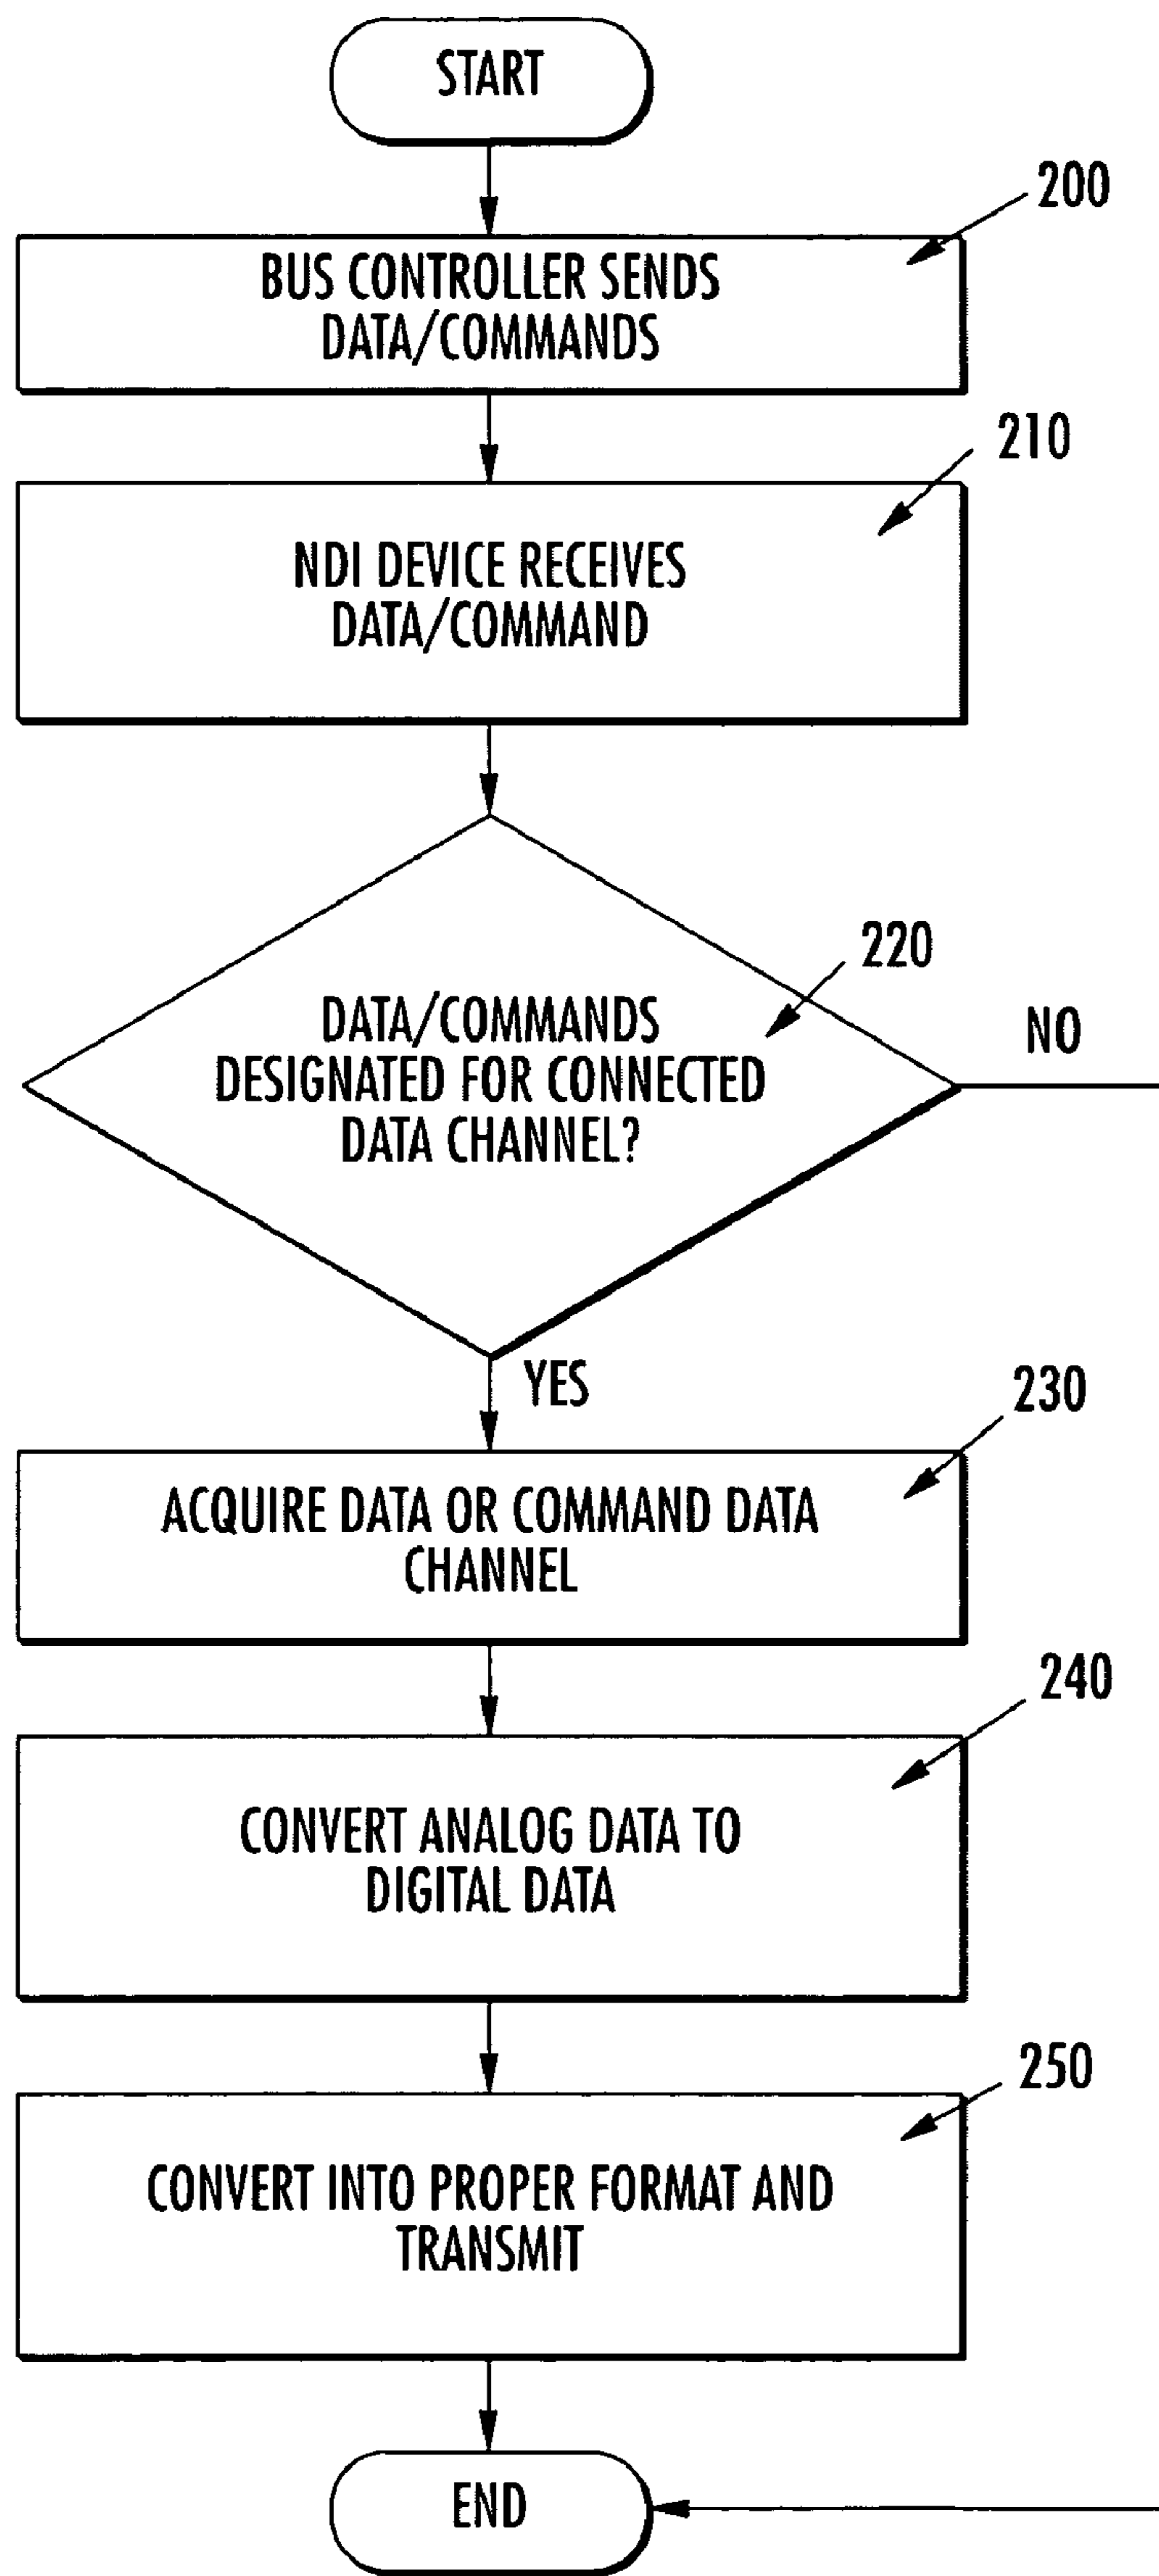 START
200
BUS CONTROLLER SENDS
DATA/COMMANDS
210
NDI DEVICE RECEIVES
DATA/COMMAND
220
DATA/COMMANDS
DESIGNATED FOR CONNECTED
DATA CHANNEL?
NO
YES
230
ACQUIRE DATA OR COMMAND DATA
CHANNEL
240
CONVERT ANALOG DATA TO
DIGITAL DATA
250
CONVERT INTO PROPER FORMAT AND
TRANSMIT
END